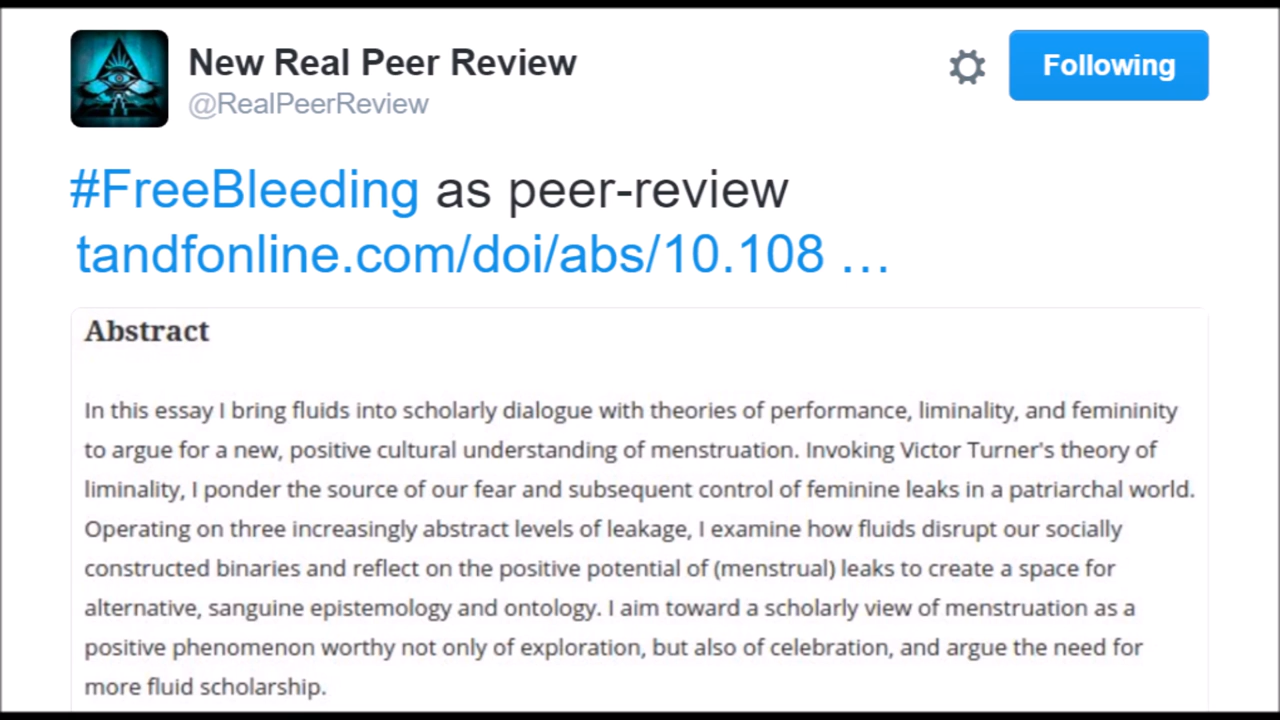 New Real Peer Review
@RealPeerReview
Following
#FreeBleeding as peer-review
tandfonline.com/doi/abs/10.108 …
Abstract
In this essay I bring fluids into scholarly dialogue with theories of performance, liminality, and femininity
to argue for a new, positive cultural understanding of menstruation. Invoking Victor Turner's theory of
liminality, I ponder the source of our fear and subsequent control of feminine leaks in a patriarchal world.
Operating on three increasingly abstract levels of leakage, I examine how fluids disrupt our socially
constructed binaries and reflect on the positive potential of (menstrual) leaks to create a space for
alternative, sanguine epistemology and ontology. I aim toward a scholarly view of menstruation as a
positive phenomenon worthy not only of exploration, but also of celebration, and argue the need for
more fluid scholarship.